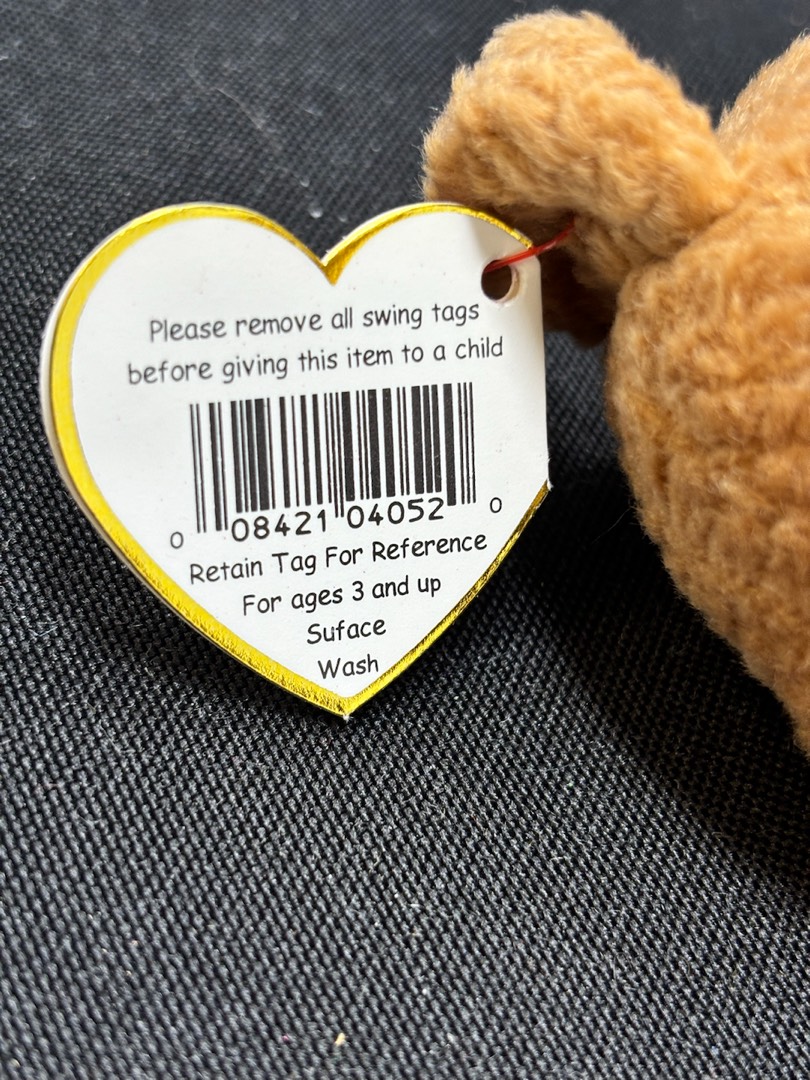 Please remove all swing tags
before giving this item to a child
0 08421 04052 0
Retain Tag For Reference
For ages 3 and up
Suface
Wash